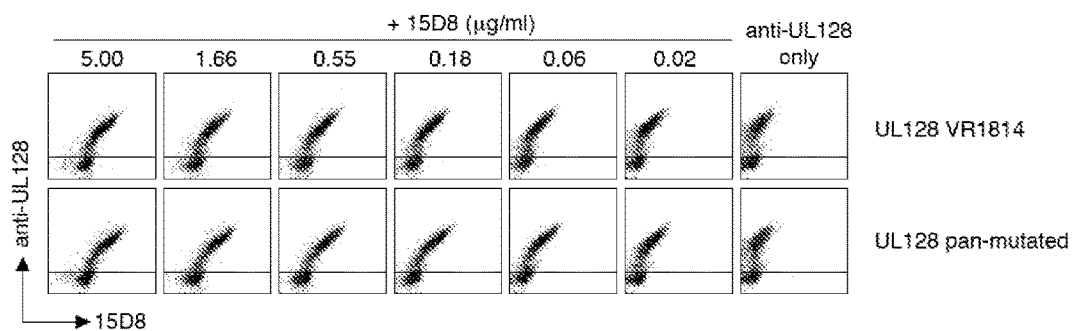 + 15D8 (µg/ml)
anti-UL128 only
5.00 1.66 0.55 0.18 0.06 0.02
UL128 VR1814
UL128 pan-mutated
anti-UL128
15D8